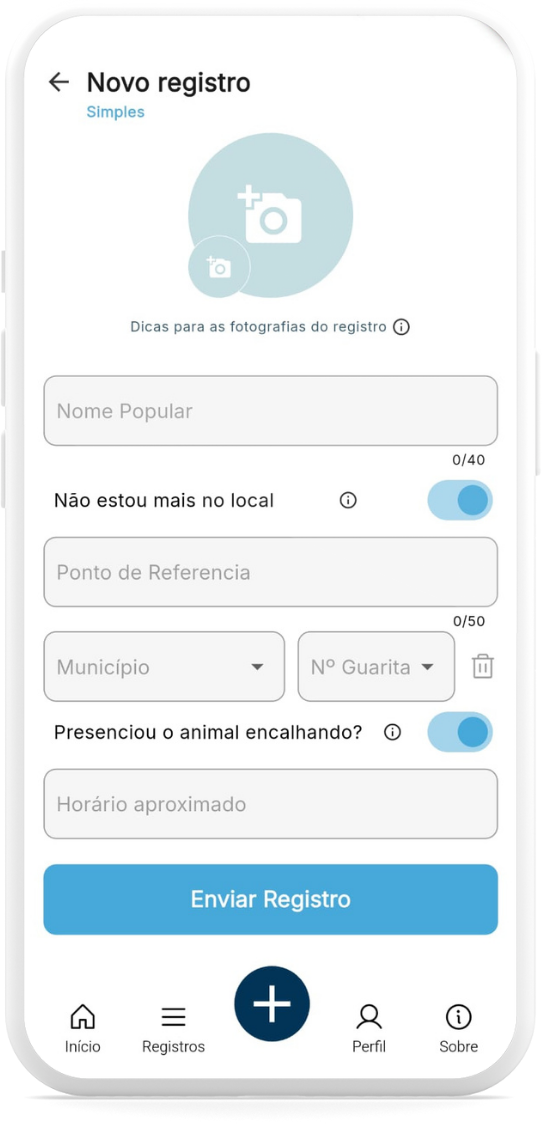 Novo registro
Simples
Dicas para as fotografias do registro
Nome Popular
0/40
Não estou mais no local
Ponto de Referencia
0/50
Município
Nº Guarita
Presenciou o animal encalhando?
Horário aproximado
Enviar Registro
Início
Registros
Perfil
Sobre